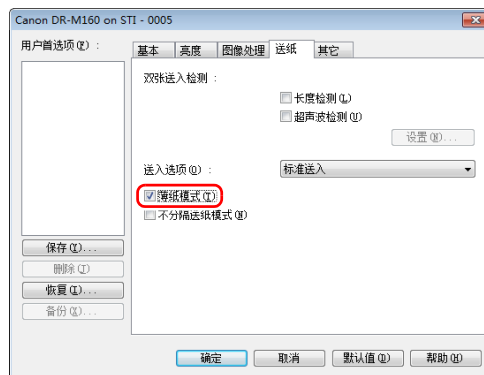 Canon DR-M160 on STI - 0005
用户首选项(P) :
基本 亮度 图像处理 送纸 其它
双张送入检测 :
长度检测(L)
超声波检测(U)
设置(N)...
送入选项(O) :
标准送入
薄纸模式(T)
不分隔送纸模式(M)
保存(I)...
删除(T)
恢复(I)...
备份(X)...
确定 取消 默认值(D) 帮助(H)